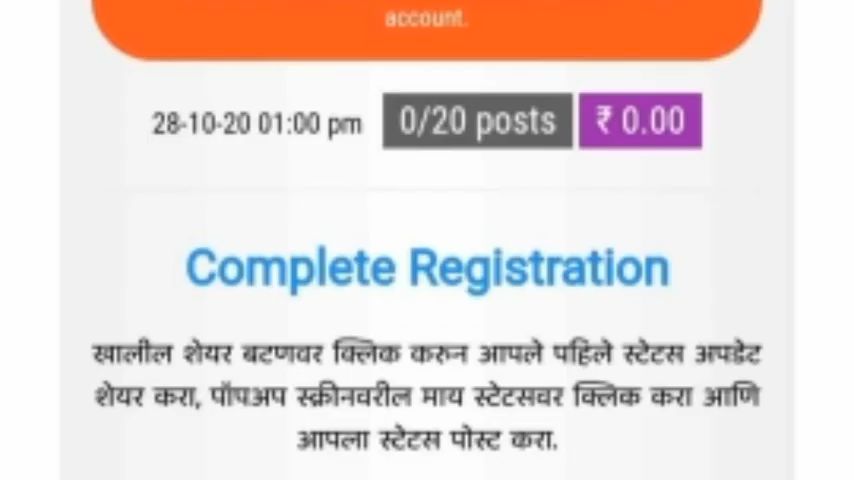 account.
28-10-20 01:00 pm 0/20 posts ₹ 0.00
Complete Registration
खालील शेयर बटणवर क्लिक करुन आपले पहिले स्टेटस अपडेट
शेयर करा, पॉपअप स्क्रीनवरील माय स्टेटसवर क्लिक करा आणि
आपला स्टेटस पोस्ट करा.